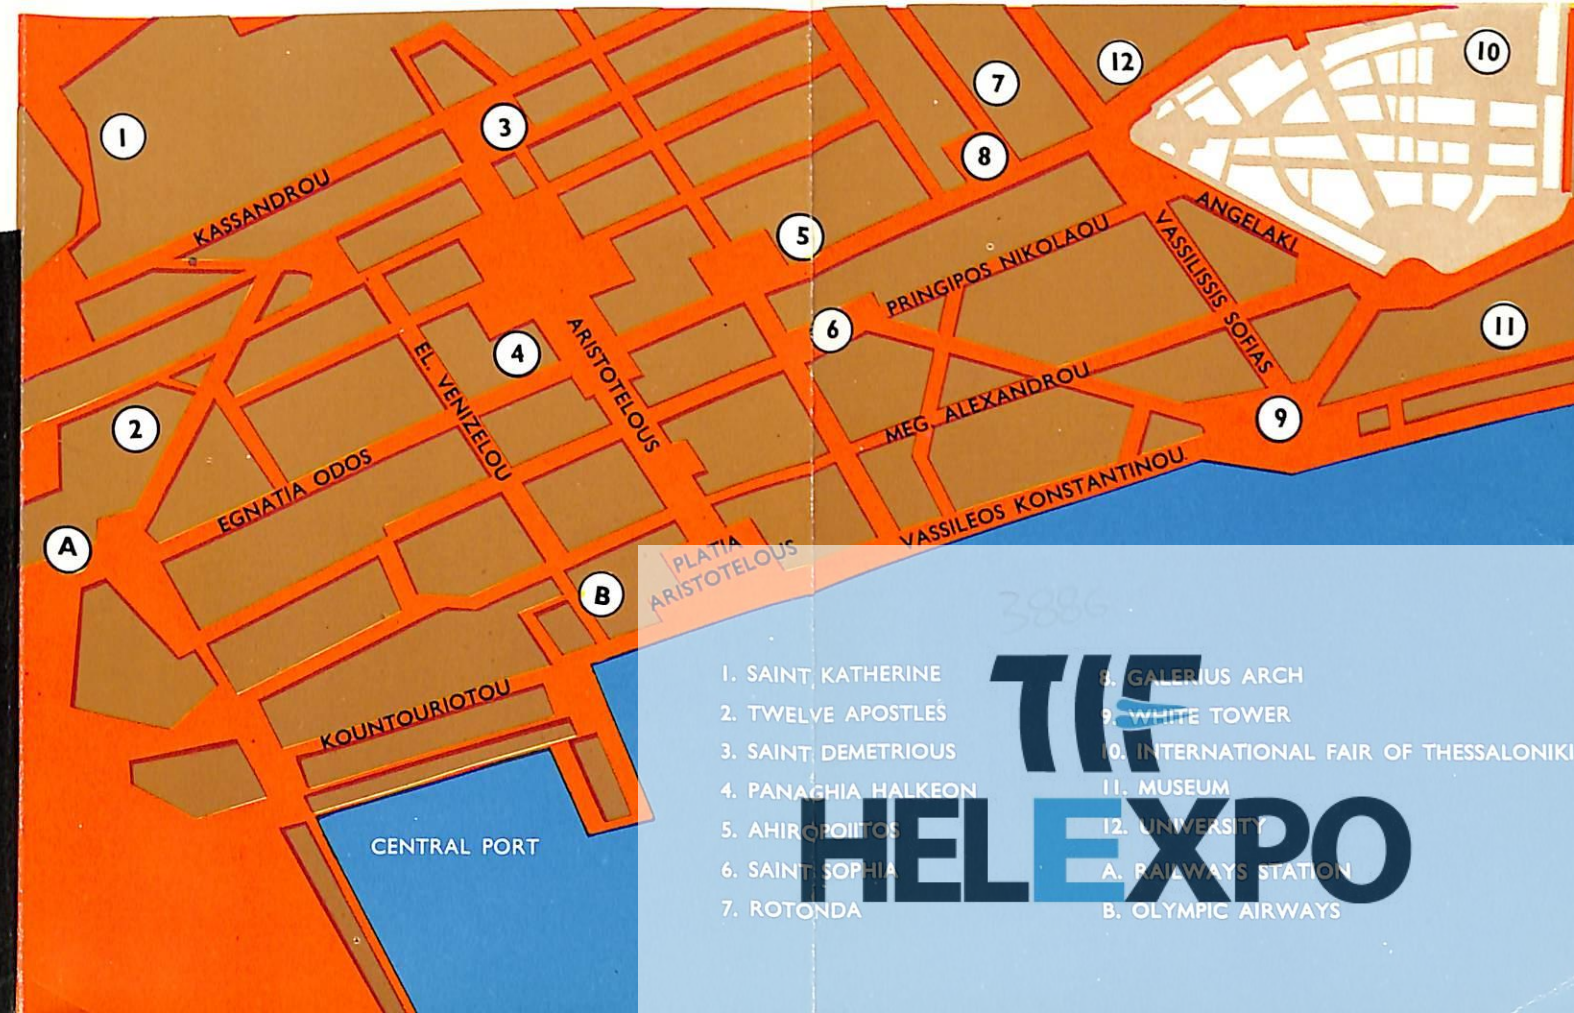 1
2
3
4
5
6
7
8
9
10
11
12
A
B
KASSANDROU
ANGELAKI
PRINGIPOS NIKOLAOU
VASSILISSIS SOFIAS
ARISTOTELOUS
EL. VENIZELOU
MEG. ALEXANDROU
EGNATIA ODOS
VASSILEOS KONSTANTINOU.
PLATIA
ARISTOTELOUS
KOUNTOURIOTOU
CENTRAL PORT
3886
1. SAINT KATHERINE
2. TWELVE APOSTLES
3. SAINT DEMETRIOUS
4. PANAGHIA HALKEON
5. AHIROPOIITOS
6. SAINT SOPHIA
7. ROTONDA
8. GALERIUS ARCH
9. WHITE TOWER
10. INTERNATIONAL FAIR OF THESSALONIKI
11. MUSEUM
12. UNIVERSITY
A. RAILWAYS STATION
B. OLYMPIC AIRWAYS
TIF
HELEXPO